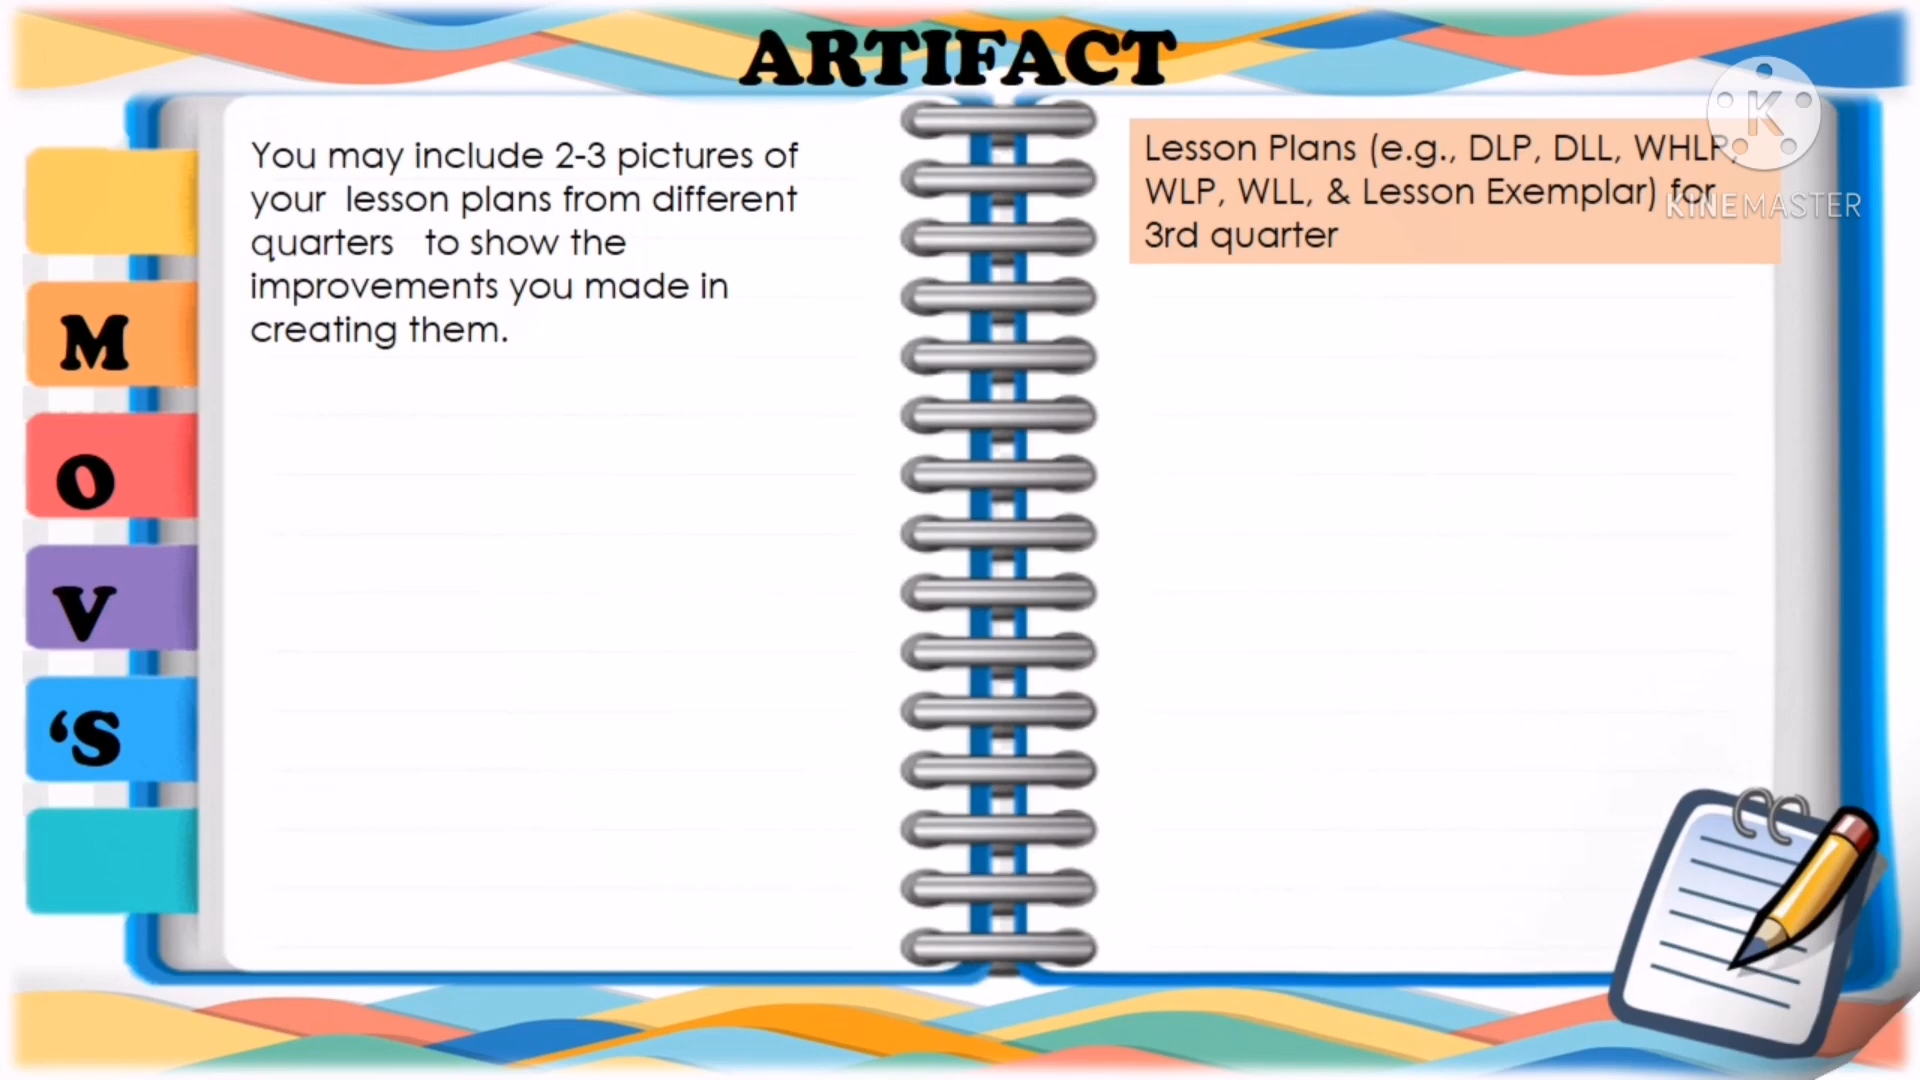 ARTIFACT
You may include 2-3 pictures of
your lesson plans from different
quarters to show the
improvements you made in
creating them.
Lesson Plans (e.g., DLP, DLL, WHLP,
WLP, WLL, & Lesson Exemplar) for
3rd quarter
K
KINEMASTER
M
O
V
‘S